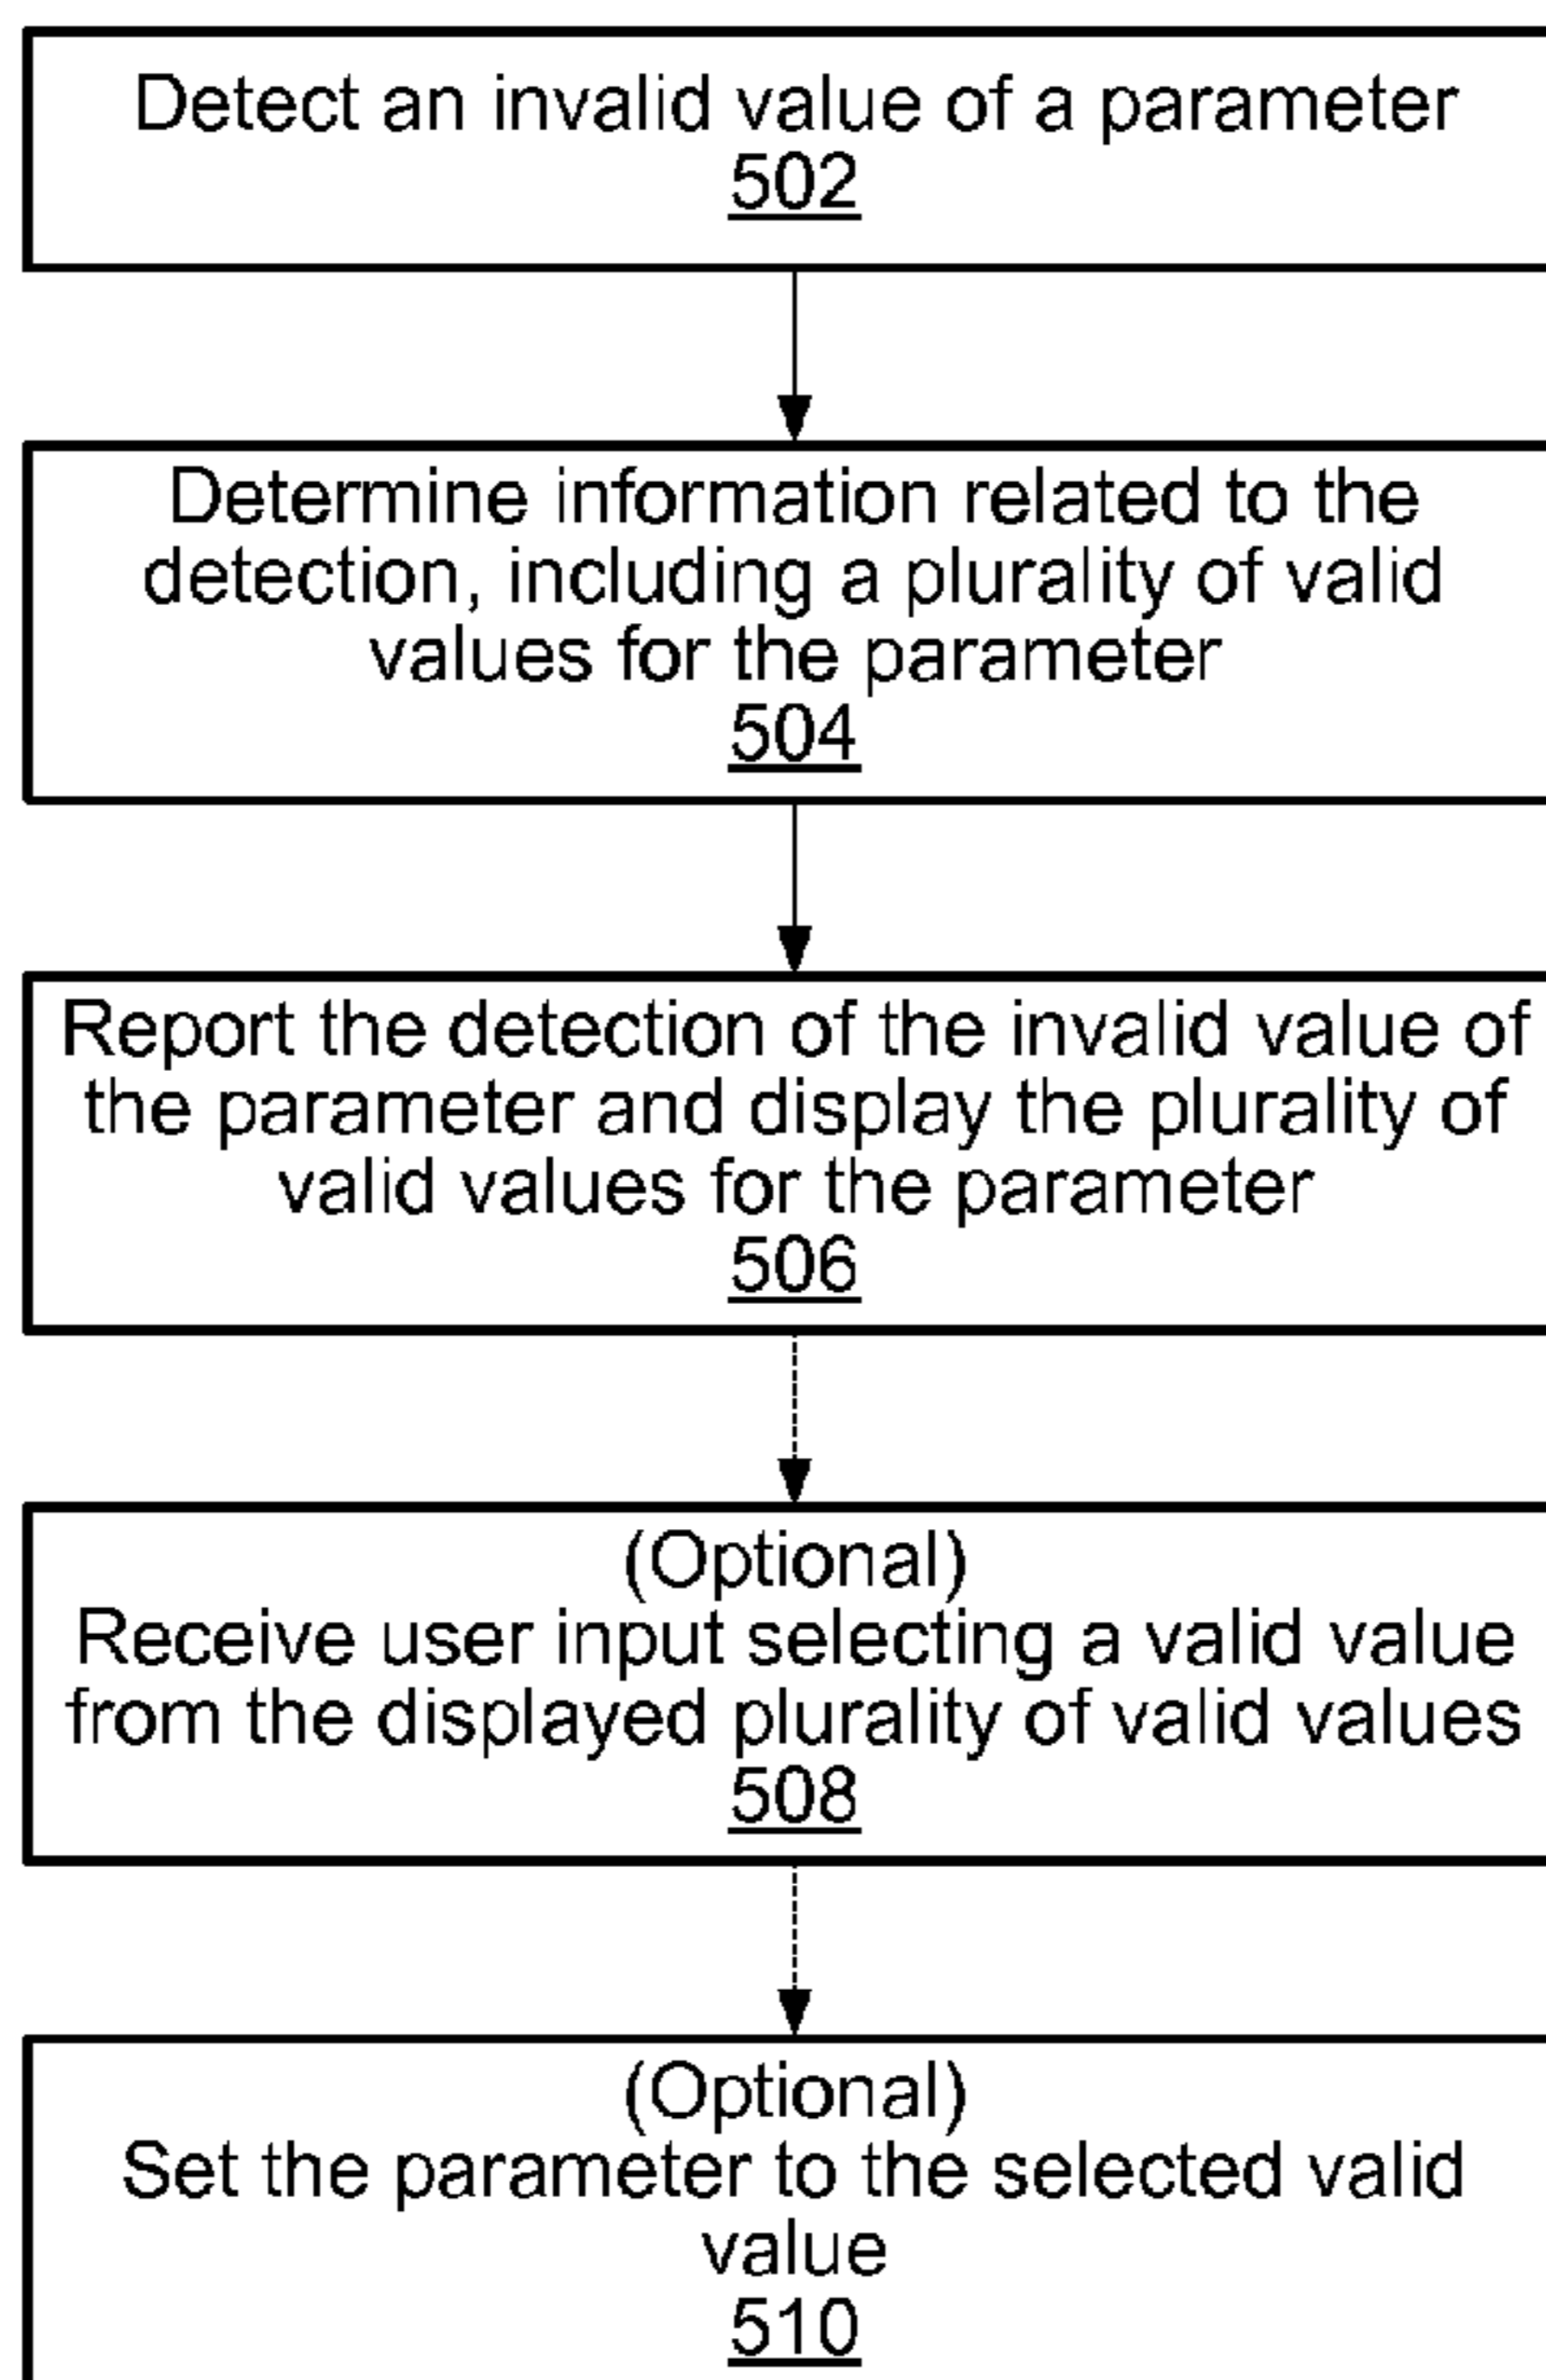 Detect an invalid value of a parameter
502
Determine information related to the
detection, including a plurality of valid
values for the parameter
504
Report the detection of the invalid value of
the parameter and display the plurality of
valid values for the parameter
506
(Optional)
Receive user input selecting a valid value
from the displayed plurality of valid values
508
(Optional)
Set the parameter to the selected valid
value
510